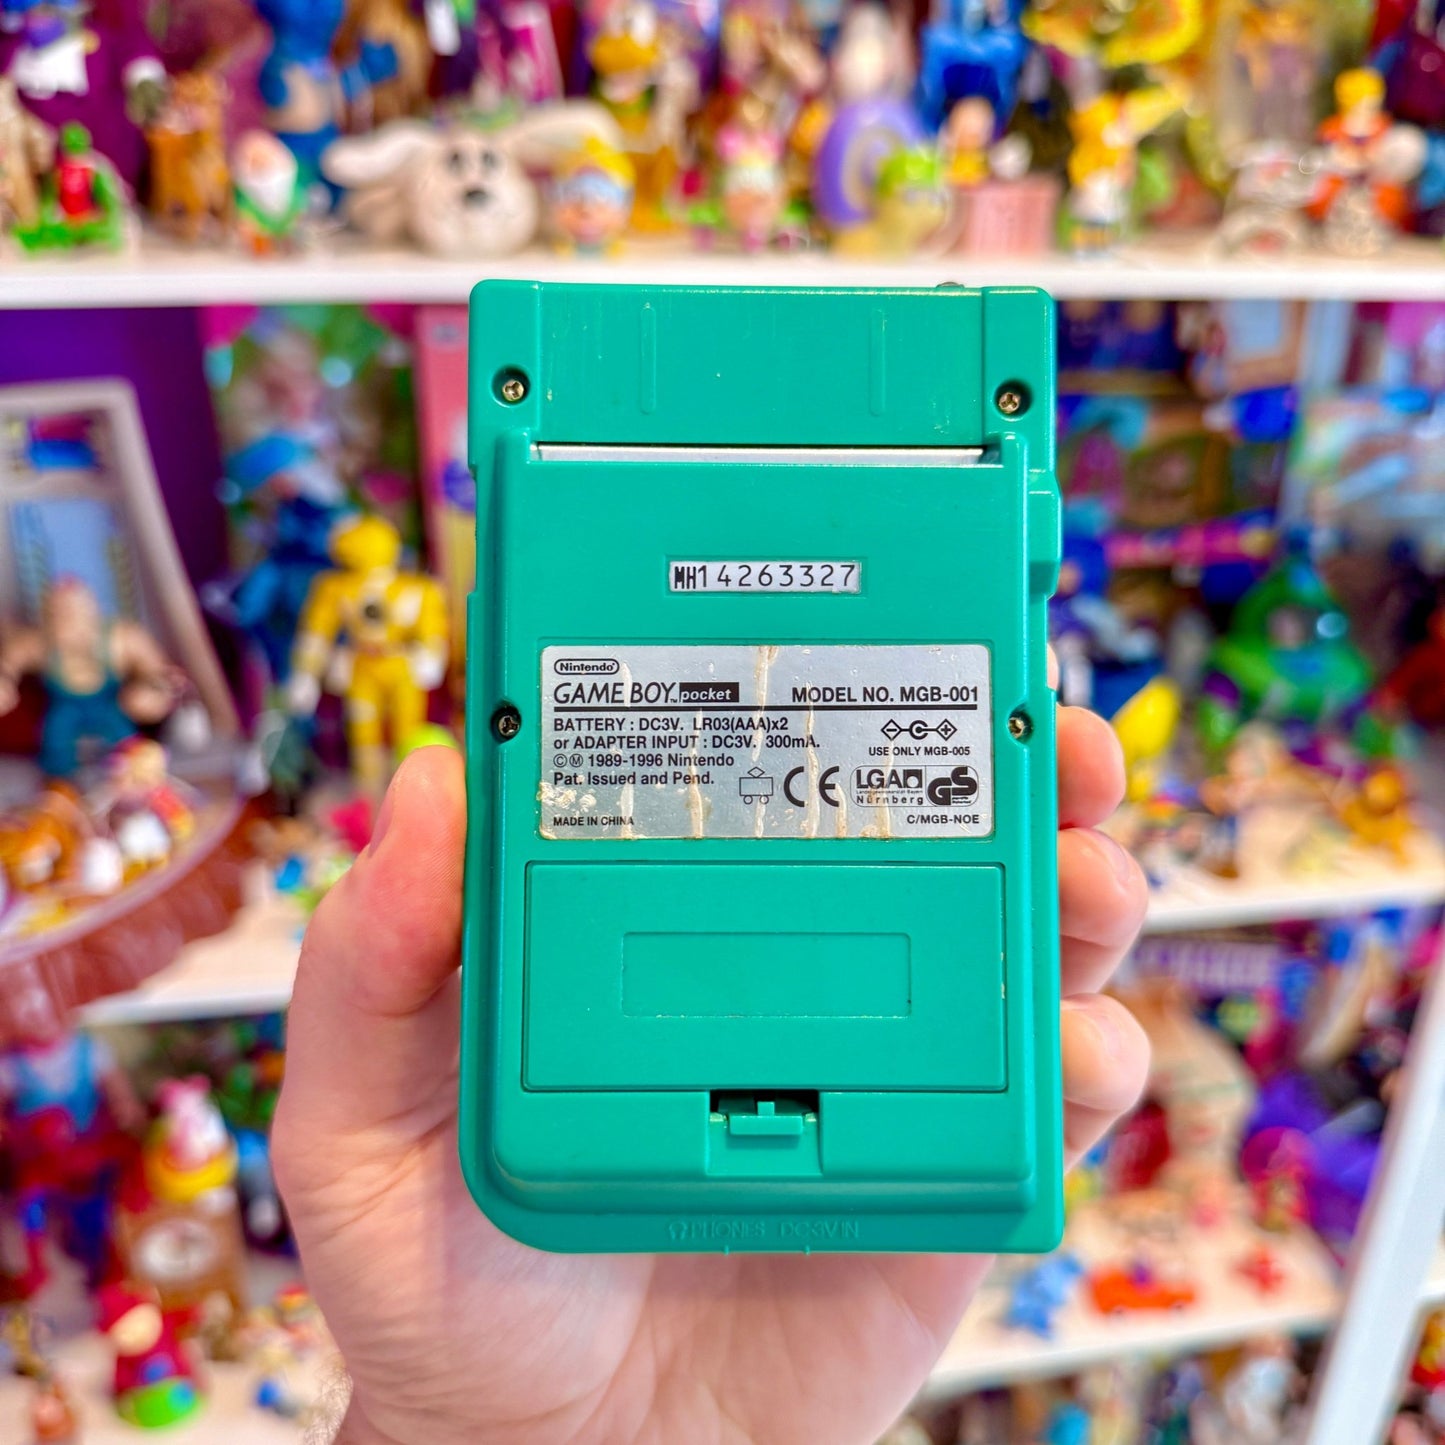 MH14263327
Nintendo
GAME BOY TM pocket MODEL NO. MGB-001
BATTERY : DC3V. LR03(AAA)x2
or ADAPTER INPUT : DC3V. 300mA.
USE ONLY MGB-005
©Ⓜ 1989-1996 Nintendo
Pat. Issued and Pend.
CE
LGA
Nürnberg
GS
MADE IN CHINA
C/MGB-NOE
PHONES DC3V IN